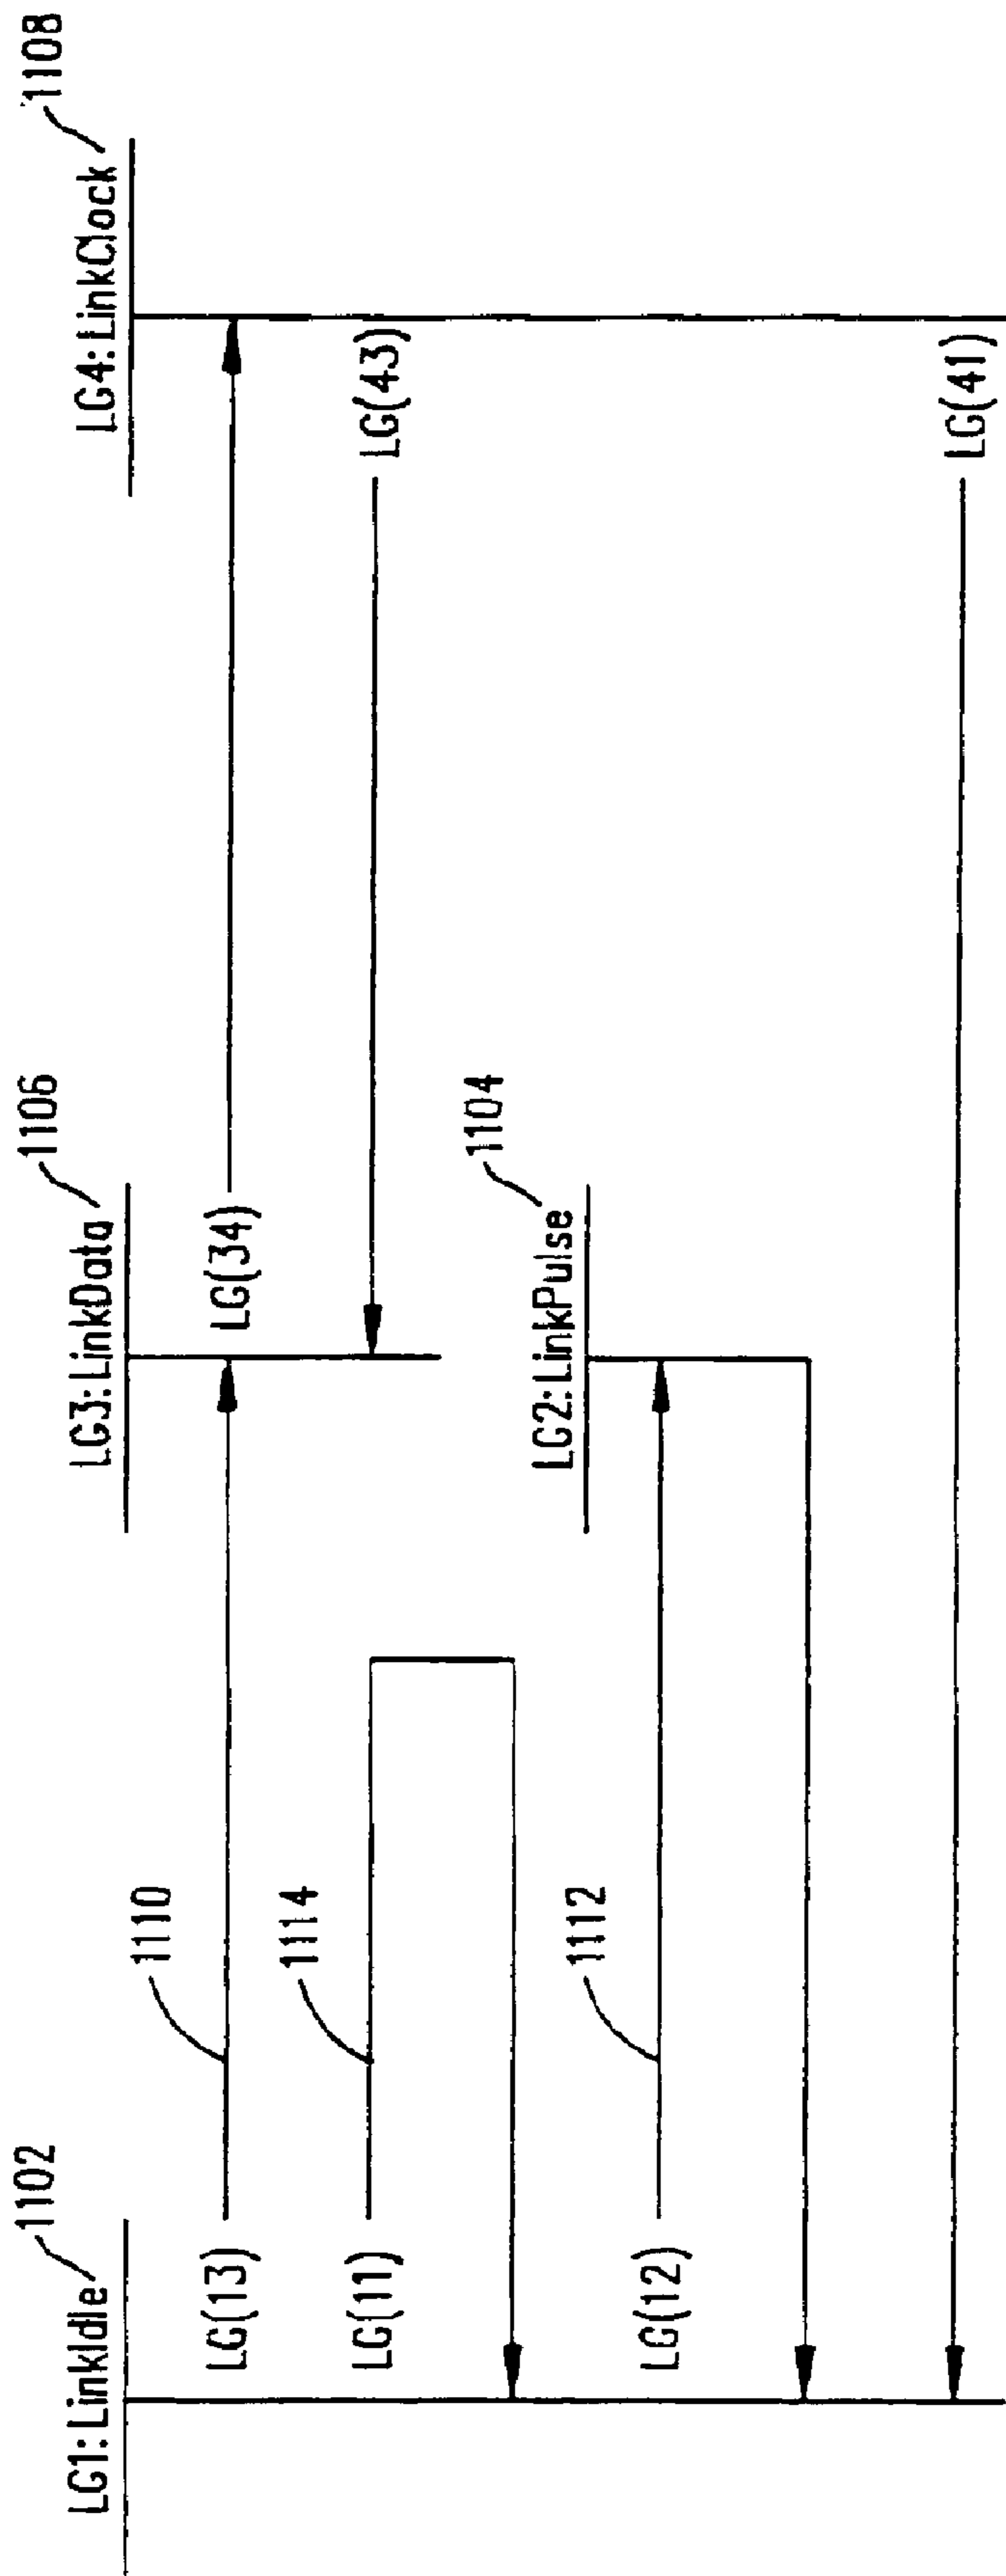 LG1:LinkIdle
1102
LG3:LinkData
1106
LG4:LinkClock
1108
LG(13)
1110
LG(34)
LG(11)
1114
LG(43)
LG2:LinkPulse
1104
LG(12)
1112
LG(41)